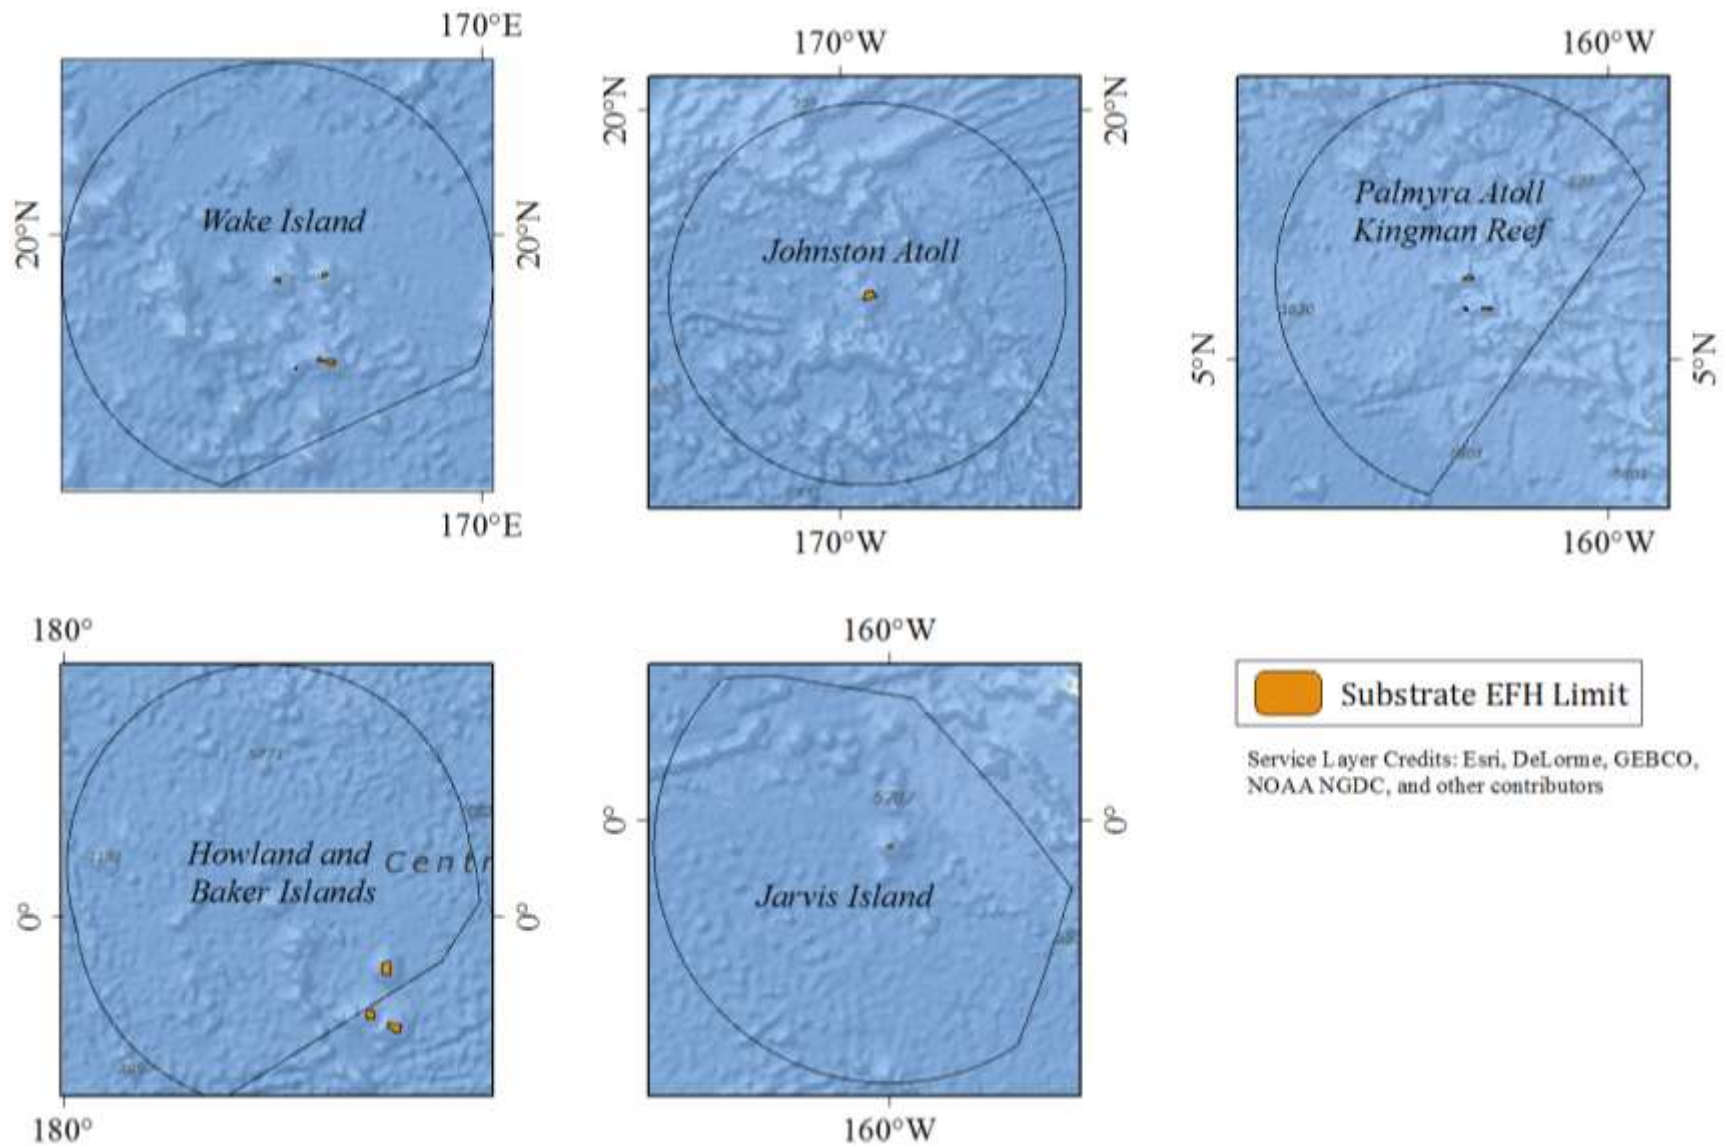 170°E
170°W
160°W
20°N
20°N
20°N
20°N
Wake Island
Johnston Atoll
Palmyra Atoll
Kingman Reef
5°N
5°N
170°E
170°W
160°W
180°
160°W
Substrate EFH Limit
Service Layer Credits: Esri, DeLorme, GEBCO,
NOAA NGDC, and other contributors
0°
0°
Howland and
Baker Islands
Centr
0°
0°
Jarvis Island
180°
160°W